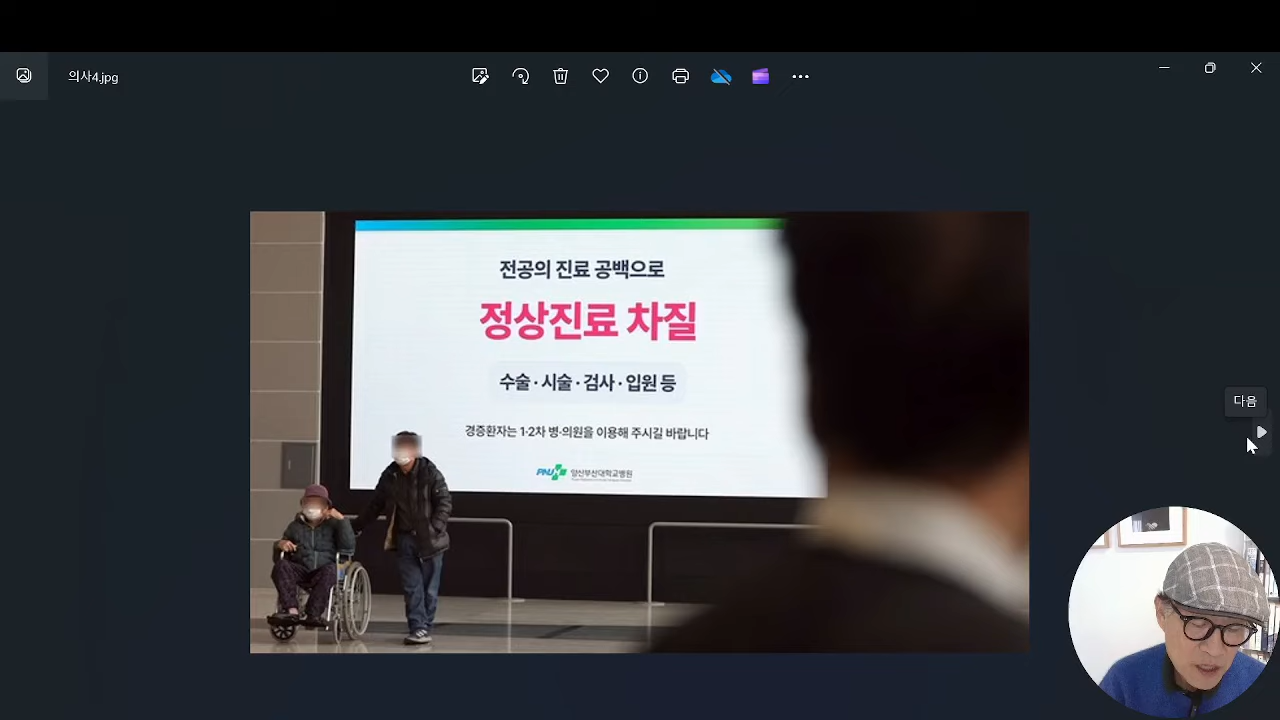 의사4.jpg
전공의 진료 공백으로
정상진료 차질
수술·시술·검사·입원 등
경증환자는 1·2차 병·의원을 이용해 주시길 바랍니다
PNU
양산부산대학교병원
다음